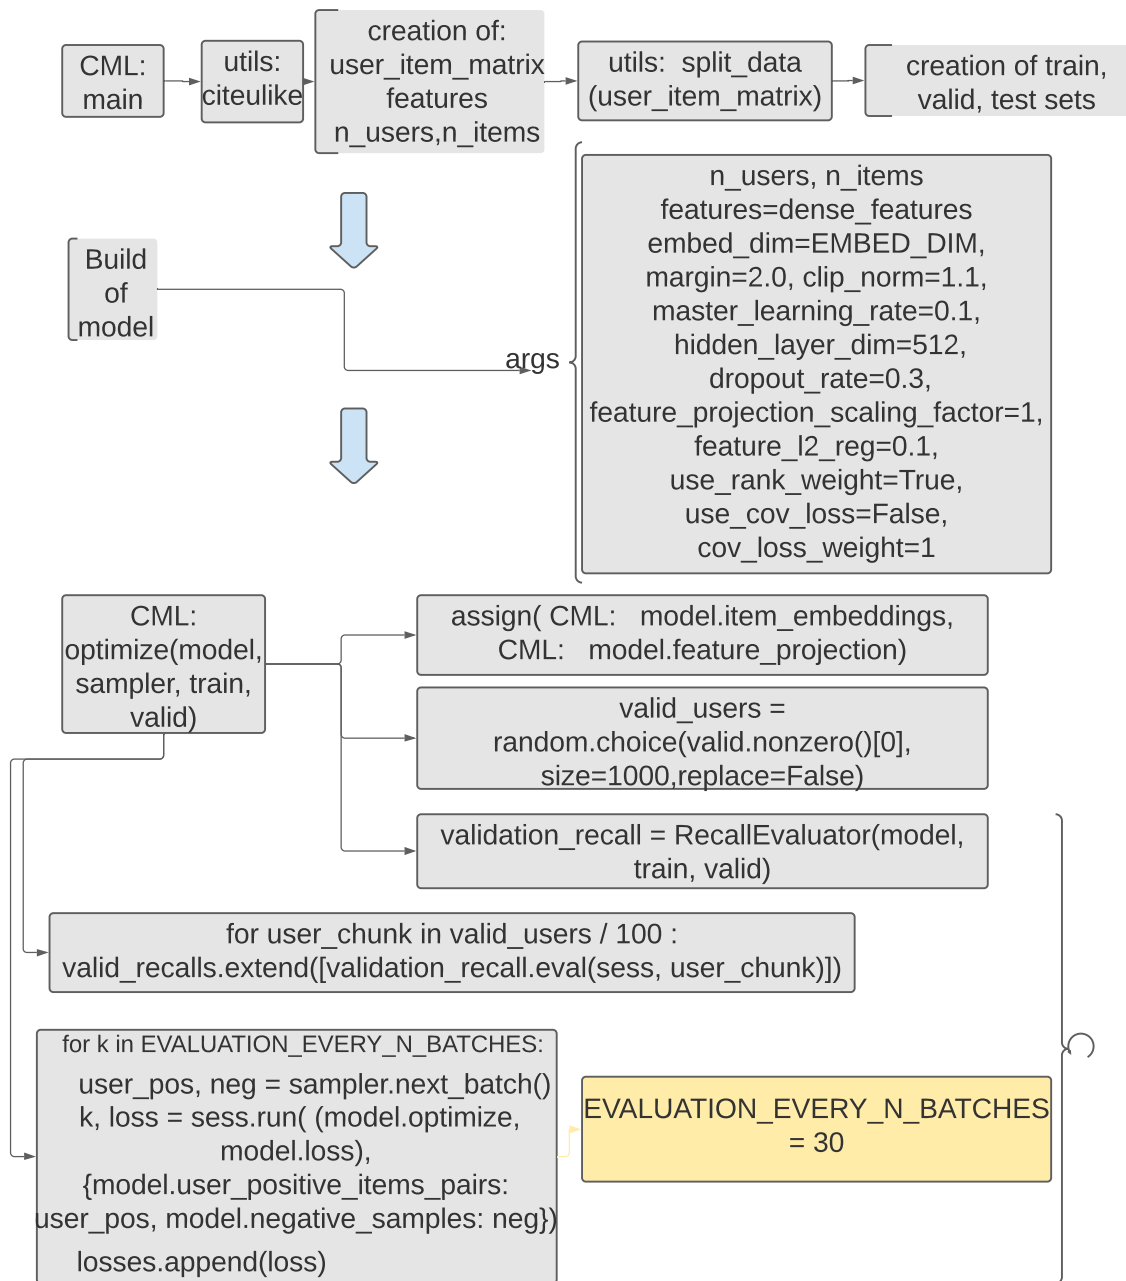 CML:
main
utils:
citeulike
creation of:
user_item_matrix
features
n_users,n_items
utils:  split_data
(user_item_matrix)
creation of train,
valid, test sets
Build
of
model
args
n_users, n_items
features=dense_features
embed_dim=EMBED_DIM,
margin=2.0, clip_norm=1.1,
master_learning_rate=0.1,
hidden_layer_dim=512,
dropout_rate=0.3,
feature_projection_scaling_factor=1,
feature_l2_reg=0.1,
use_rank_weight=True,
use_cov_loss=False,
cov_loss_weight=1
CML:
optimize(model,
sampler, train,
valid)
assign( CML:   model.item_embeddings,
CML:   model.feature_projection)
valid_users =
random.choice(valid.nonzero()[0],
size=1000,replace=False)
validation_recall = RecallEvaluator(model,
train, valid)
for user_chunk in valid_users / 100 :
valid_recalls.extend([validation_recall.eval(sess, user_chunk)])
for k in EVALUATION_EVERY_N_BATCHES:
user_pos, neg = sampler.next_batch()
k, loss = sess.run( (model.optimize,
model.loss),
{model.user_positive_items_pairs:
user_pos, model.negative_samples: neg})
losses.append(loss)
EVALUATION_EVERY_N_BATCHES
= 30